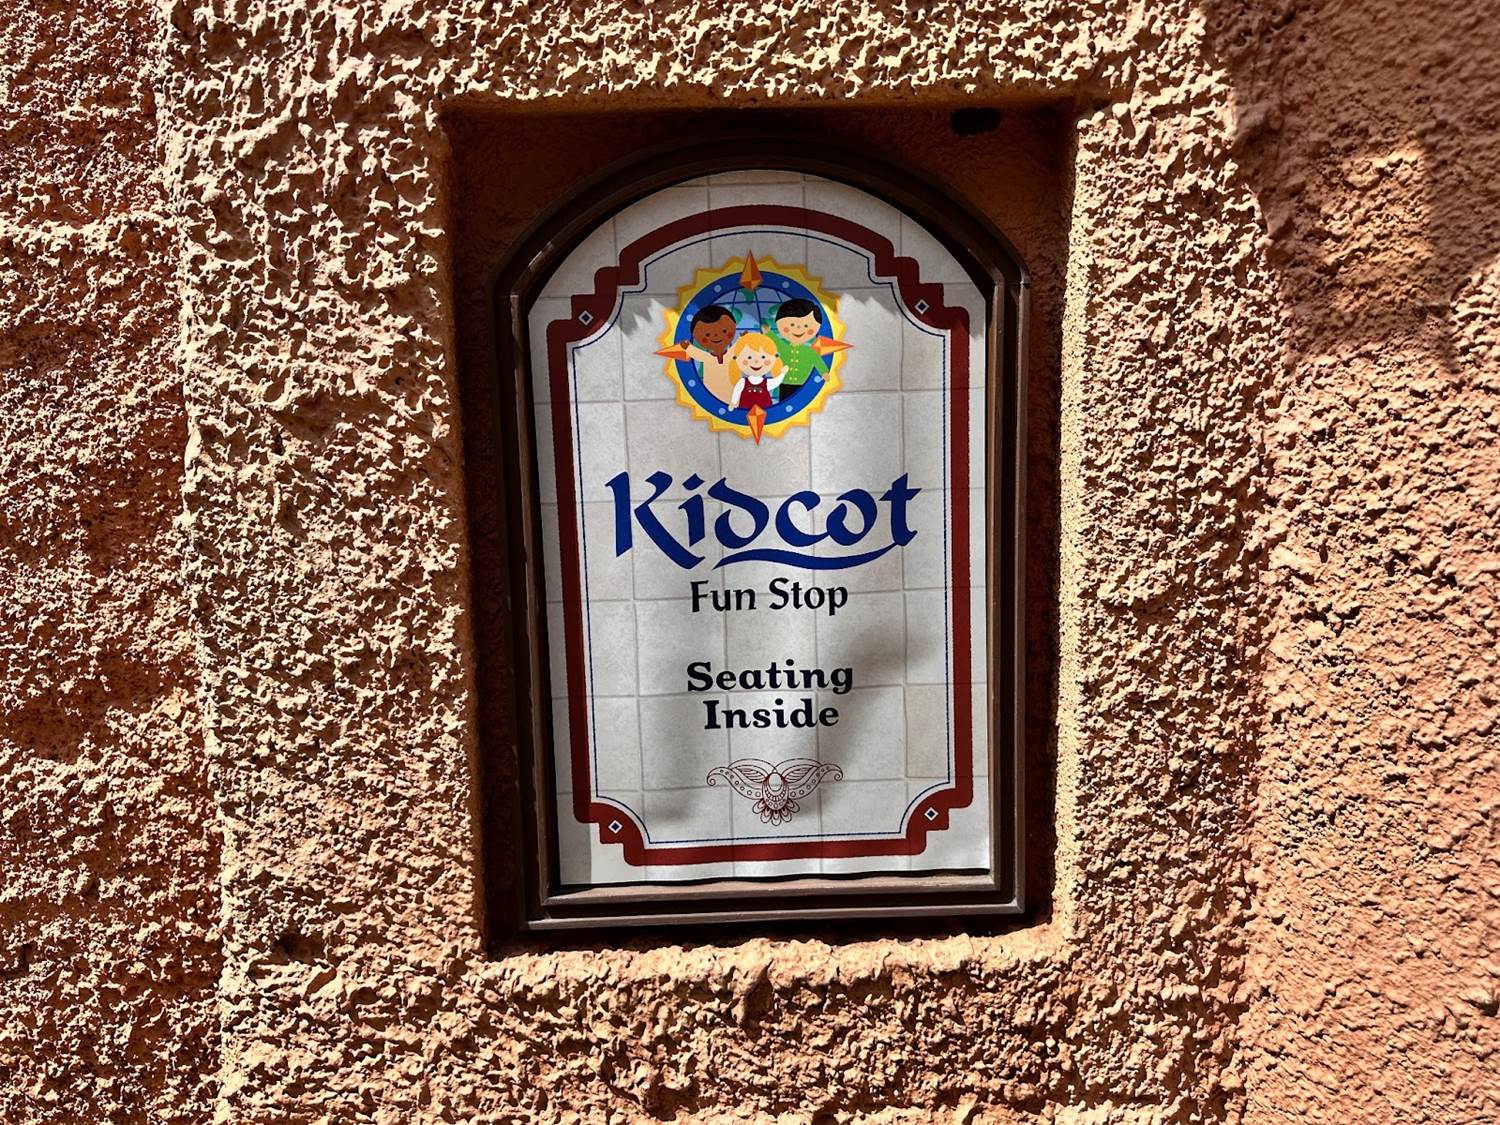 Kidcot
Fun Stop
Seating
Inside